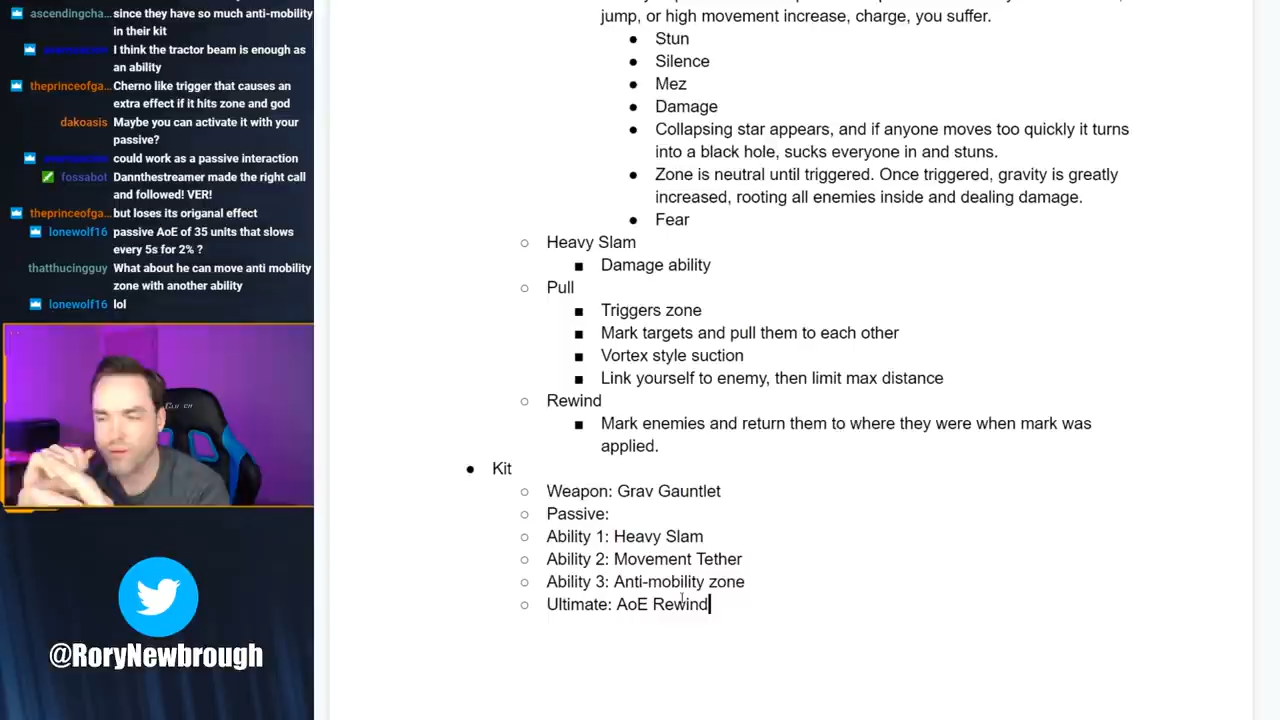 ascendingcha... since they have so much anti-mobility
in their kit
I think the tractor beam is enough as
an ability
theprinceofga... Cherno like trigger that causes an
extra effect if it hits zone and god
dakoasis Maybe you can activate it with your
passive?
could work as a passive interaction
fossabot Dannthestreamer made the right call
and followed! VER!
theprinceofga... but loses its origanal effect
lonewolf16 passive AoE of 35 units that slows
every 5s for 2% ?
thatthucingguy What about he can move anti mobility
zone with another ability
lonewolf16 lol
@RoryNewbrough
jump, or high movement increase, charge, you suffer.
● Stun
● Silence
● Mez
● Damage
● Collapsing star appears, and if anyone moves too quickly it turns
into a black hole, sucks everyone in and stuns.
● Zone is neutral until triggered. Once triggered, gravity is greatly
increased, rooting all enemies inside and dealing damage.
● Fear
○ Heavy Slam
■ Damage ability
○ Pull
■ Triggers zone
■ Mark targets and pull them to each other
■ Vortex style suction
■ Link yourself to enemy, then limit max distance
○ Rewind
■ Mark enemies and return them to where they were when mark was
applied.
● Kit
○ Weapon: Grav Gauntlet
○ Passive:
○ Ability 1: Heavy Slam
○ Ability 2: Movement Tether
○ Ability 3: Anti-mobility zone
○ Ultimate: AoE Rewind